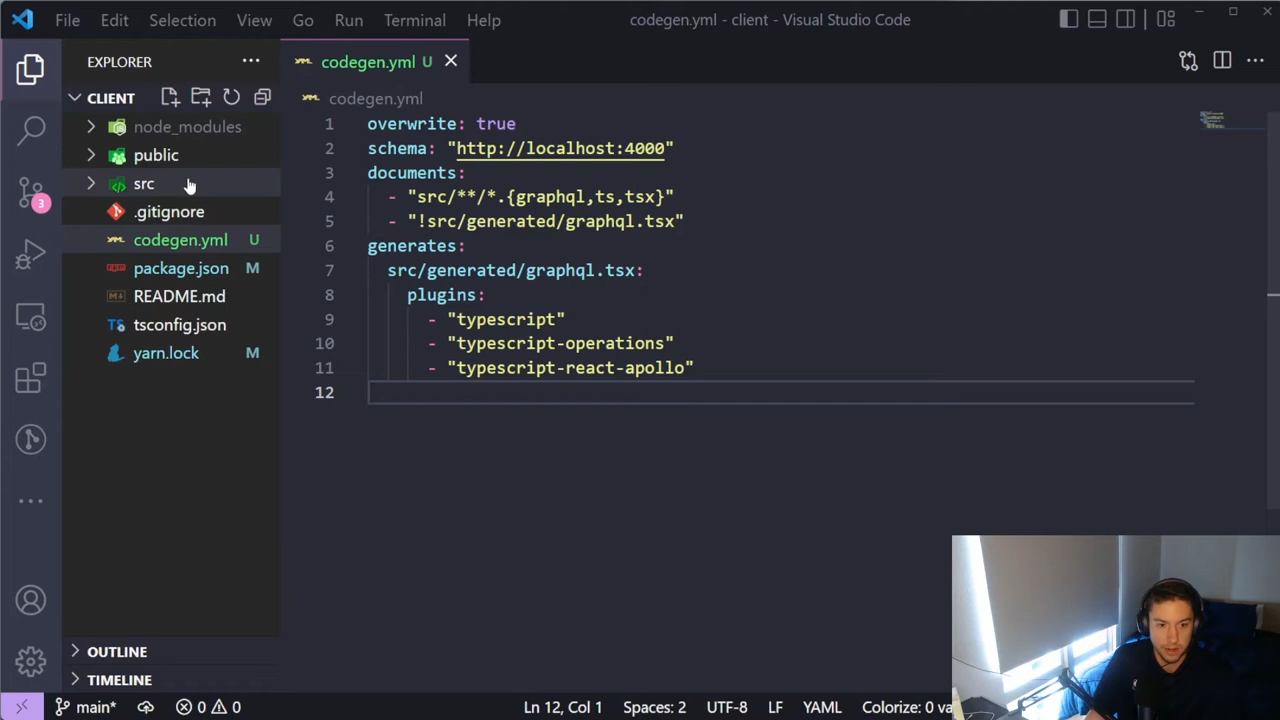 File Edit Selection View Go Run Terminal Help codegen.yml - client - Visual Studio Code
EXPLORER
CLIENT
node_modules
public
src
.gitignore
codegen.yml U
package.json M
README.md
tsconfig.json
yarn.lock M
OUTLINE
TIMELINE
3
codegen.yml U
codegen.yml
1 overwrite: true
2 schema: "http://localhost:4000"
3 documents:
4 - "src/**/*.{graphql,ts,tsx}"
5 - "!src/generated/graphql.tsx"
6 generates:
7 src/generated/graphql.tsx:
8 plugins:
9 - "typescript"
10 - "typescript-operations"
11 - "typescript-react-apollo"
12
main* 0 0 Ln 12, Col 1 Spaces: 2 UTF-8 LF YAML Colorize: 0